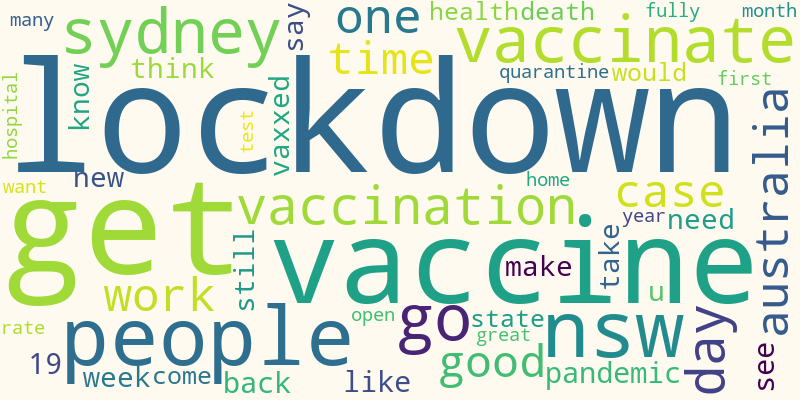 many
sydney
say
one
health
death
fully
month
know
think
time
vaccinate
quarantine
would
first
hospital
lockdown
test
vaxxed
australia
want
new
get
vaccination
home
case
year
need
still
vaccine
make
take
u
work
rate
19
people
week
come
back
open
go
state
great
like
good
nsw
pandemic
day
see